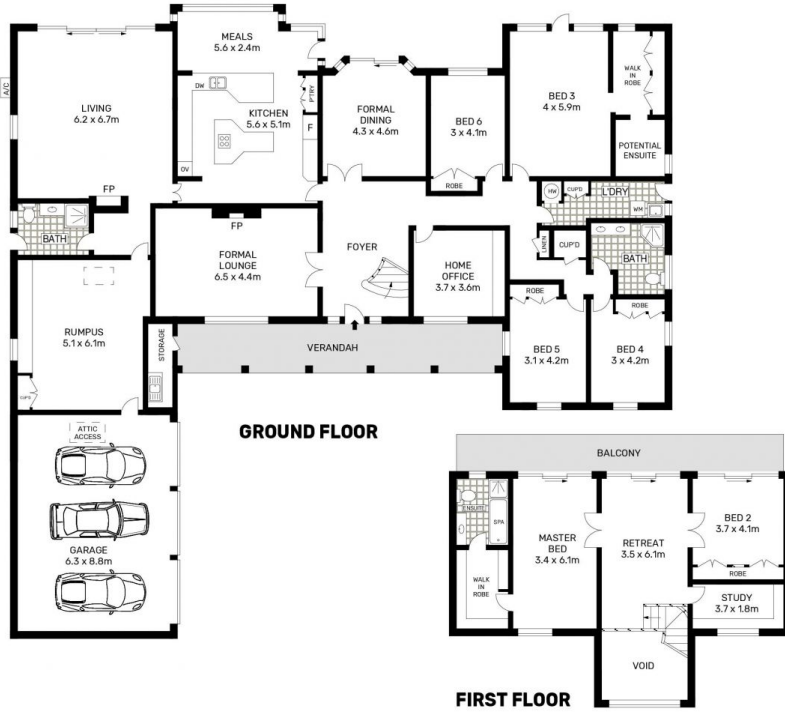 MEALS
5.6 x 2.4m
A/C
LIVING
6.2 x 6.7m
DW
PTRY
KITCHEN
5.6 x 5.1m
F
OV
FORMAL
DINING
4.3 x 4.6m
BED 6
3 x 4.1m
ROBE
BED 3
4 x 5.9m
WALK
IN
ROBE
POTENTIAL
ENSUITE
FP
BATH
HW
CUP'D
L'DRY
WM
FP
FORMAL
LOUNGE
6.5 x 4.4m
FOYER
HOME
OFFICE
3.7 x 3.6m
LINEN
CUP'D
BATH
RUMPUS
5.1 x 6.1m
CUPD
STORAGE
VERANDAH
ROBE
BED 5
3.1 x 4.2m
ROBE
BED 4
3 x 4.2m
ATTIC
ACCESS
GARAGE
6.3 x 8.8m
GROUND FLOOR
BALCONY
ENSUITE
SPA
MASTER
BED
3.4 x 6.1m
WALK
IN
ROBE
RETREAT
3.5 x 6.1m
BED 2
3.7 x 4.1m
ROBE
STUDY
3.7 x 1.8m
VOID
FIRST FLOOR